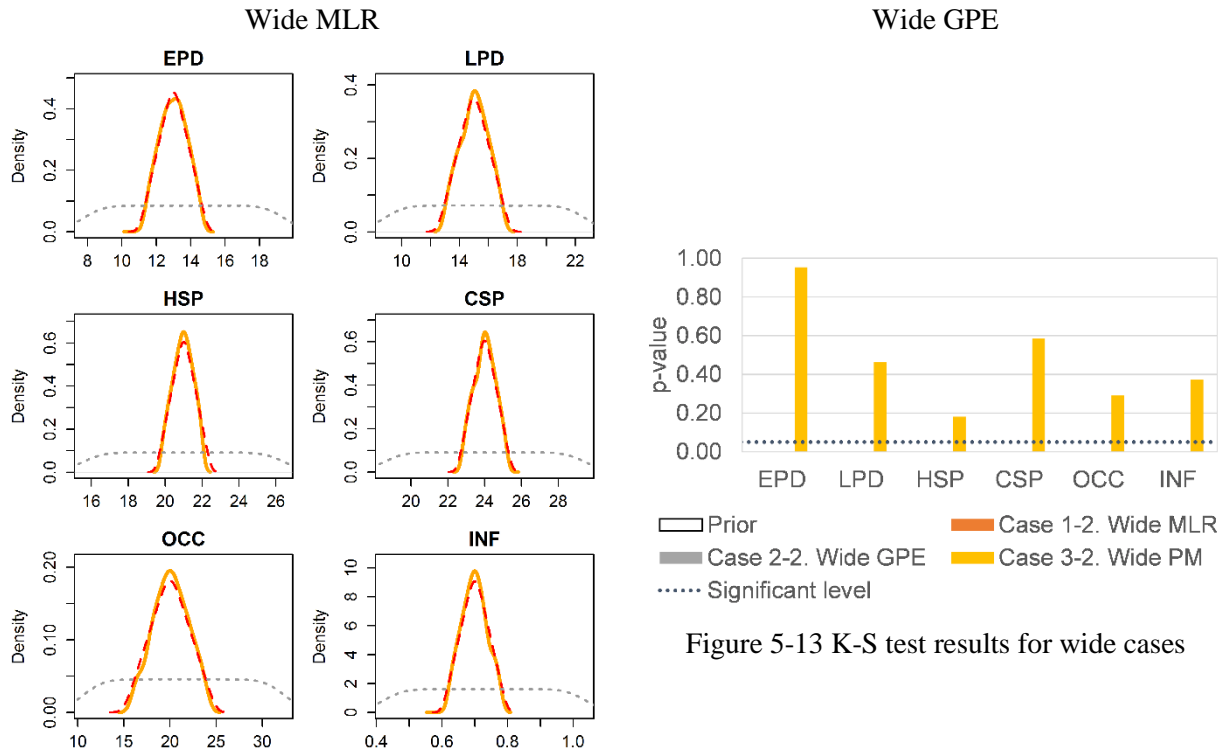 Wide MLR
EPD
Density
0.0 0.2 0.4
8 10 12 14 16 18
LPD
Density
0.0 0.2 0.4
10 14 18 22
HSP
Density
0.0 0.2 0.4 0.6
16 18 20 22 24 26
CSP
Density
0.0 0.2 0.4 0.6
20 22 24 26 28
OCC
Density
0.00 0.10 0.20
10 15 20 25 30
INF
Density
0 2 4 6 8 10
0.4 0.6 0.8 1.0
Wide GPE
p-value
1.00
0.80
0.60
0.40
0.20
0.00
EPD LPD HSP CSP OCC INF
Prior Case 1-2. Wide MLR
Case 2-2. Wide GPE Case 3-2. Wide PM
Significant level
Figure 5-13 K-S test results for wide cases